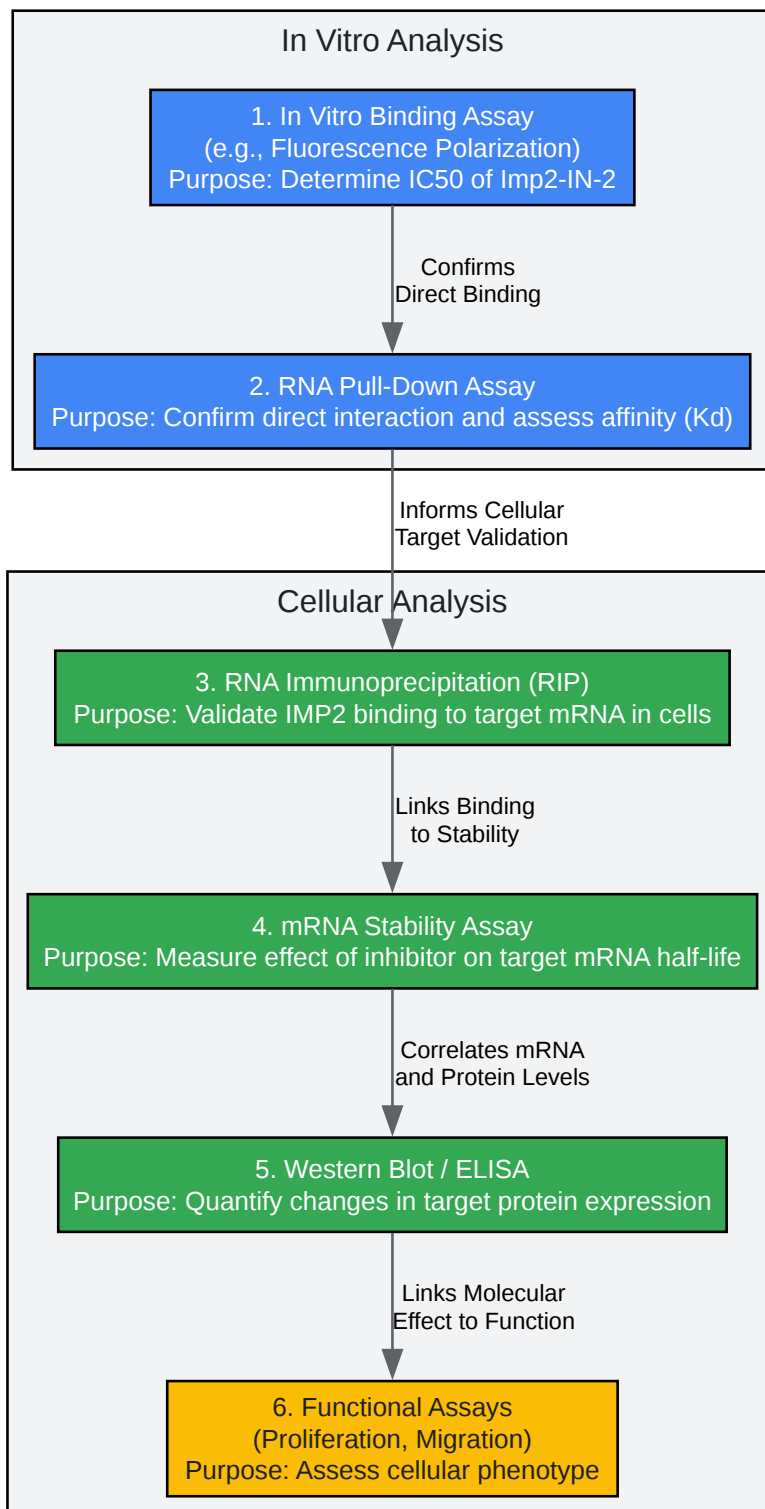 In Vitro Analysis
1. In Vitro Binding Assay
(e.g., Fluorescence Polarization)
Purpose: Determine IC50 of Imp2-IN-2
Confirms
Direct Binding
2. RNA Pull-Down Assay
Purpose: Confirm direct interaction and assess affinity (Kd)
Informs Cellular
Target Validation
Cellular Analysis
3. RNA Immunoprecipitation (RIP)
Purpose: Validate IMP2 binding to target mRNA in cells
Links Binding
to Stability
4. mRNA Stability Assay
Purpose: Measure effect of inhibitor on target mRNA half-life
Correlates mRNA
and Protein Levels
5. Western Blot / ELISA
Purpose: Quantify changes in target protein expression
Links Molecular
Effect to Function
6. Functional Assays
(Proliferation, Migration)
Purpose: Assess cellular phenotype